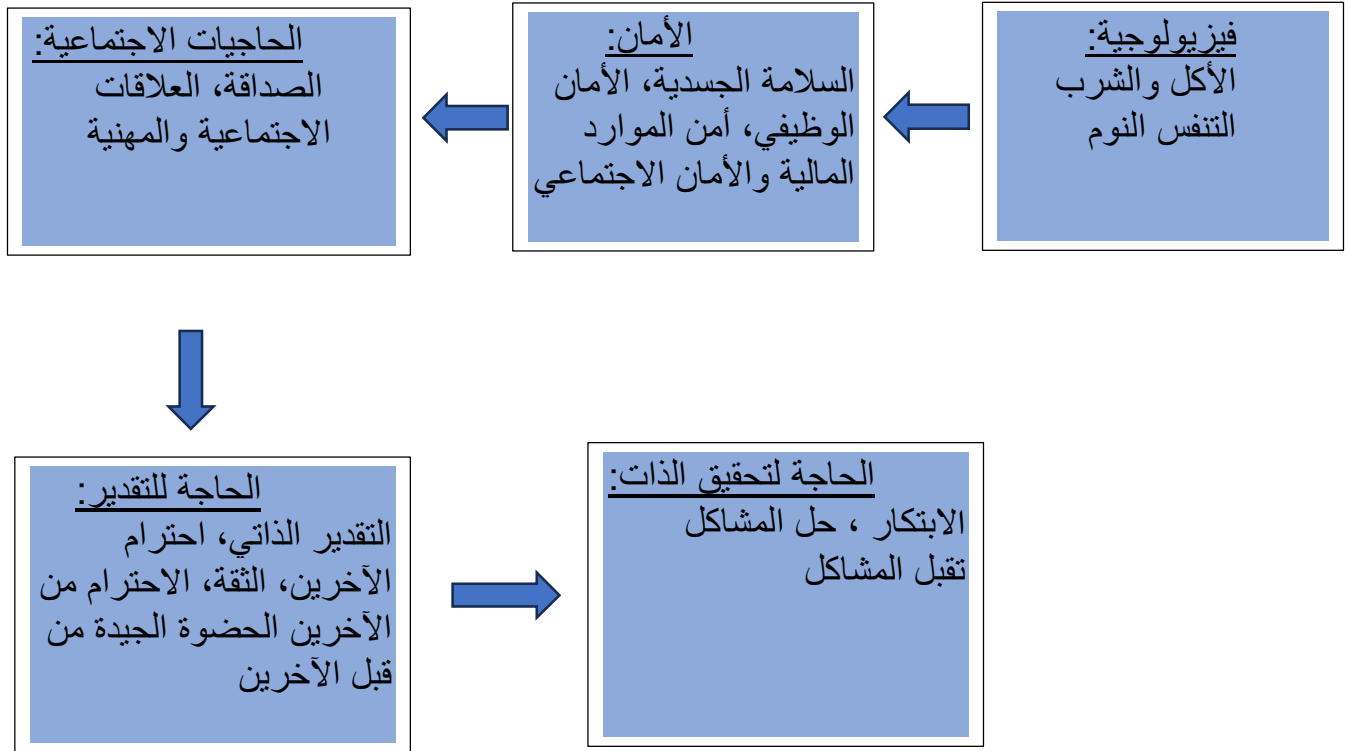 فيزيولوجية:
الأكل والشرب
التنفس النوم
الأمان:
السلامة الجسدية، الأمان
الوظيفي، أمن الموارد
المالية والأمان الاجتماعي
الحاجيات الاجتماعية:
الصداقة، العلاقات
الاجتماعية والمهنية
الحاجة للتقدير:
التقدير الذاتي، احترام
الآخرين، الثقة، الاحترام من
الآخرين الحضوة الجيدة من
قبل الآخرين
الحاجة لتحقيق الذات:
الابتكار ، حل المشاكل
تقبل المشاكل